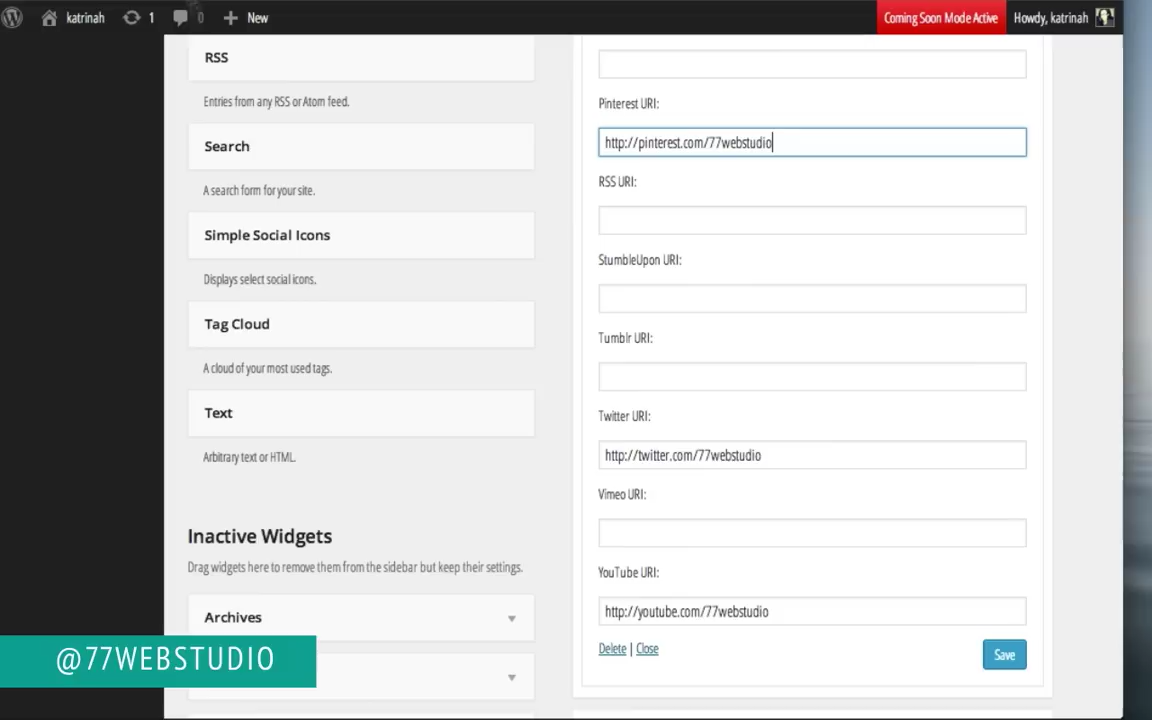 katrinah
1
0
New
Coming Soon Mode Active
Howdy, katrinah
RSS
Entries from any RSS or Atom feed.
Search
A search form for your site.
Simple Social Icons
Displays select social icons.
Tag Cloud
A cloud of your most used tags.
Text
Arbitrary text or HTML.
Inactive Widgets
Drag widgets here to remove them from the sidebar but keep their settings.
Archives
@77WEBSTUDIO
Pinterest URI:
http://pinterest.com/77webstudio
RSS URI:
StumbleUpon URI:
Tumblr URI:
Twitter URI:
http://twitter.com/77webstudio
Vimeo URI:
YouTube URI:
http://youtube.com/77webstudio
Delete | Close
Save